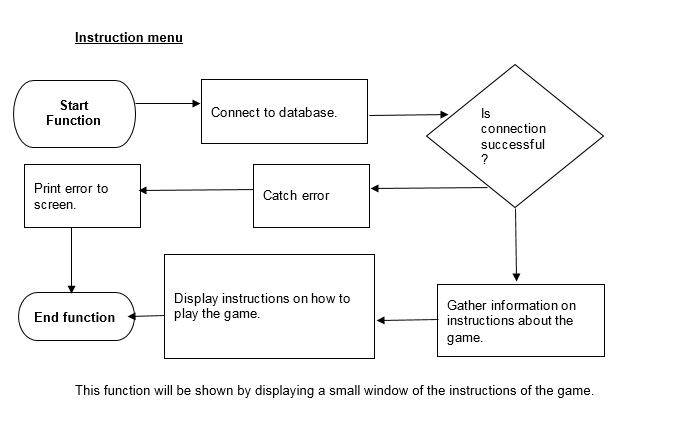 Instruction menu
Start
Function
Connect to database.
Is
connection
successful
?
Print error to
screen.
Catch error
End function
Display instructions on how to
play the game.
Gather information on
instructions about the
game.
This function will be shown by displaying a small window of the instructions of the game.